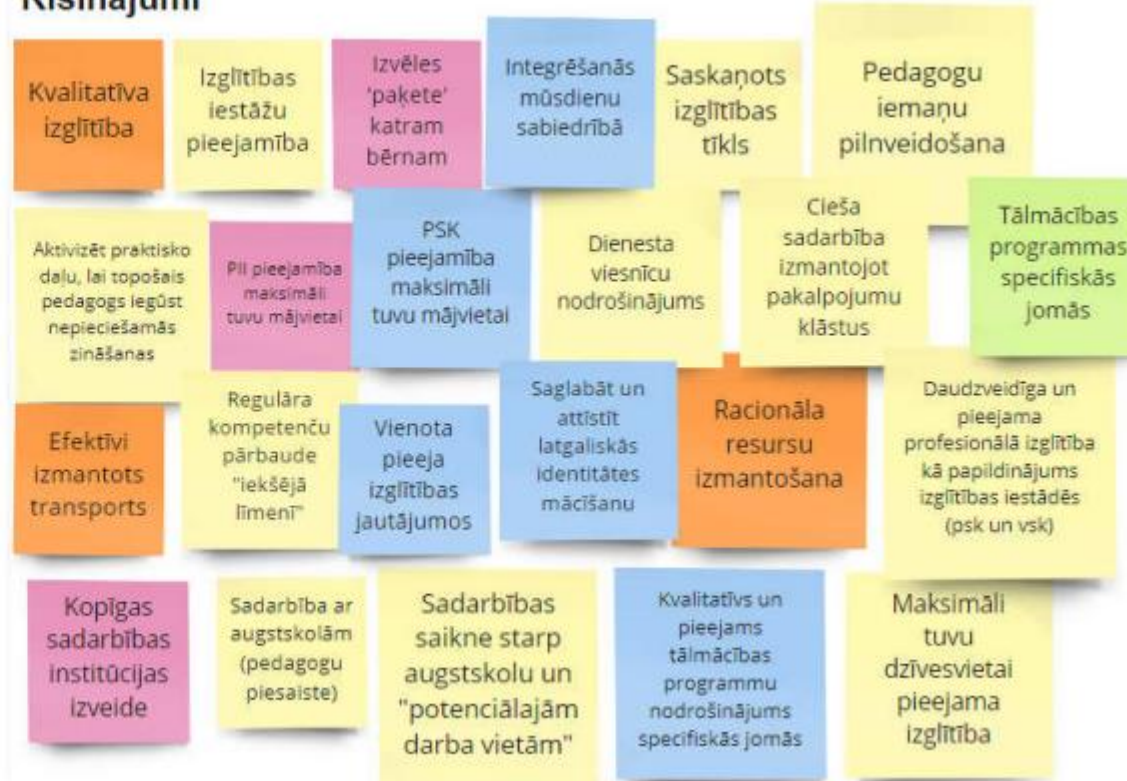 Risinājumi
Kvalitatīva
izglītība
Izglītības
iestāžu
pieejamība
Izvēles
'pakete'
katram
bērnam
Integrēšanās
mūsdienu
sabiedrībā
Saskaņots
izglītības
tīkls
Pedagogu
iemaņu
pilnveidošana
Aktivizēt praktisko
daļu, lai topošais
pedagogs iegūst
nepieciešamās
zināšanas
PII pieejamība
maksimāli
tuvu mājvietai
PSK
pieejamība
maksimāli
tuvu mājvietai
Dienesta
viesnīcu
nodrošinājums
Cieša
sadarbība
izmantojot
pakalpojumu
klāstus
Tālmācības
programmas
specifiskās
jomās
Efektīvi
izmantots
transports
Regulāra
kompetenču
pārbaude
"iekšējā
līmenī"
Vienota
pieeja
izglītības
jautājumos
Saglabāt un
attīstīt
latgaliskās
identitātes
mācīšanu
Racionāla
resursu
izmantošana
Daudzveidīga un
pieejama
profesionālā izglītība
kā papildinājums
izglītības iestādēs
(psk un vsk)
Kopīgas
sadarbības
institūcijas
izveide
Sadarbība ar
augstskolām
(pedagogu
piesaiste)
Sadarbības
saikne starp
augstskolu un
"potenciālajām
darba vietām"
Kvalitatīvs un
pieejams
tālmācības
programmu
nodrošinājums
specifiskās jomās
Maksimāli
tuvu
dzīvesvietai
pieejama
izglītība